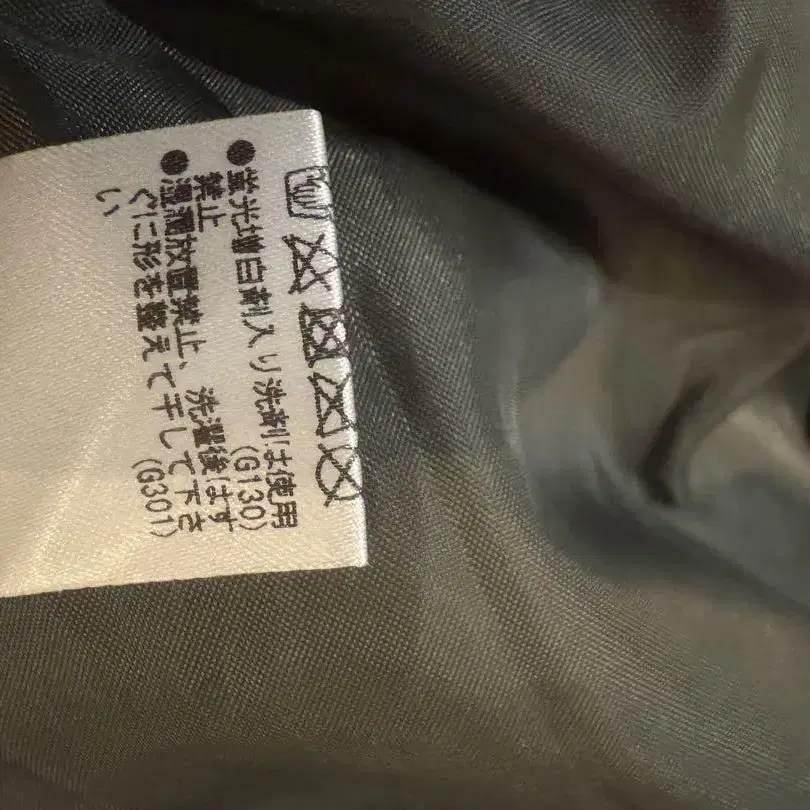 ●蛍光増白剤入り洗剤は使用
禁止 (G130)
●湿潤放置禁止、洗濯後はす
ぐに形を整えて干して下さ
い (G301)